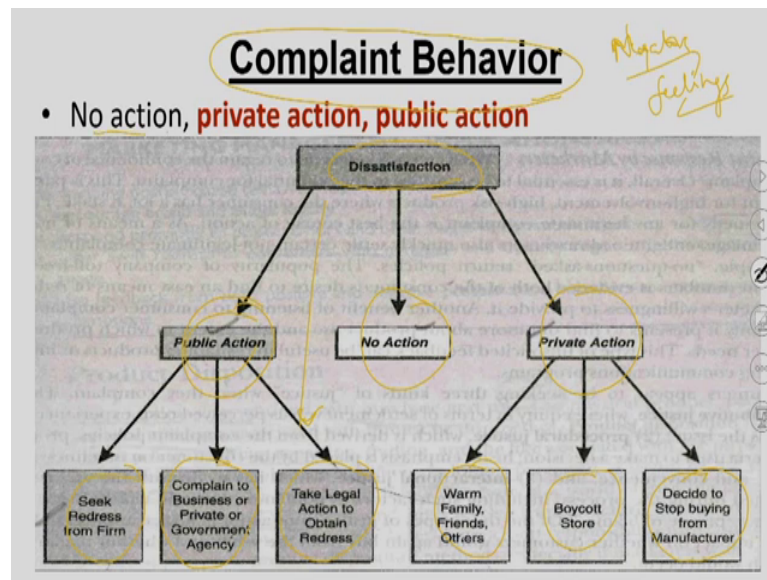 Complaint Behavior
feelings
• No action, private action, public action
Dissatisfaction
Public Action
No Action
Private Action
Seek
Redress
from Firm
Complain to
Business or
Private or
Government
Agency
Take Legal
Action to
Obtain
Redress
Warm
Family,
Friends,
Others
Boycott
Store
Decide to
Stop buying
from
Manufacturer